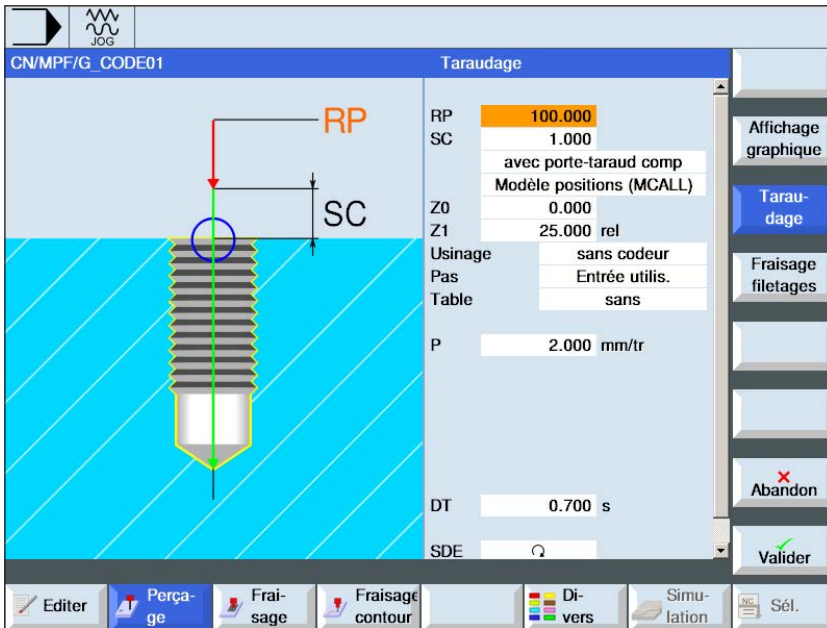 JOG
CN/MPF/G_CODE01
Taraudage
RP
SC
RP 100.000
SC 1.000
avec porte-taraud comp
Modèle positions (MCALL)
Z0 0.000
Z1 25.000 rel
Usinage sans codeur
Pas Entrée utilis.
Table sans
P 2.000 mm/tr
DT 0.700 s
SDE
Affichage
graphique
Tarau-
dage
Fraisage
filetages
Abandon
Valider
Editer
Perça-
ge
Frai-
sage
Fraisage
contour
Di-
vers
Simu-
lation
NC
Sél.